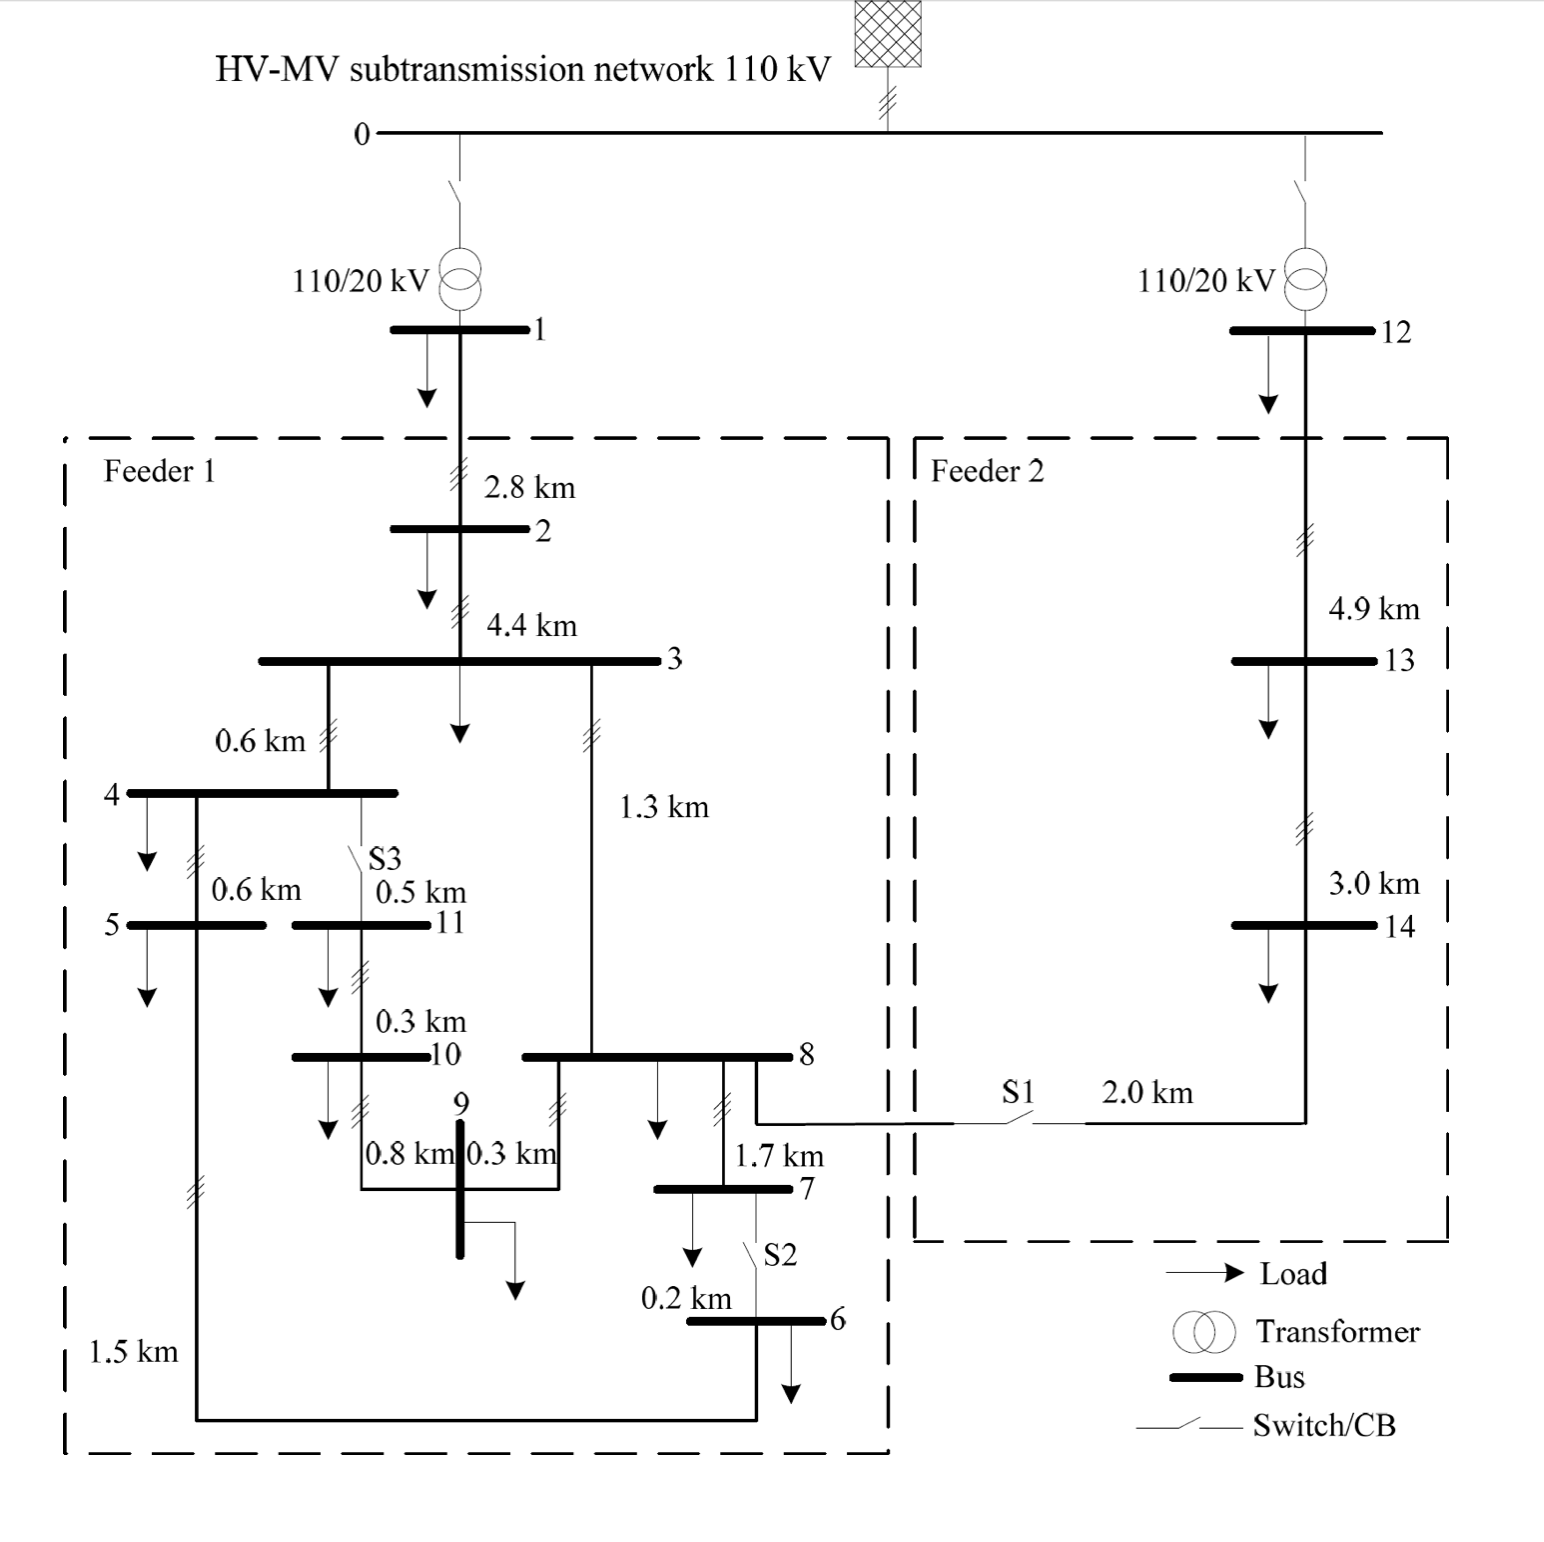 HV-MV subtransmission network 110 kV
0
110/20 kV
110/20 kV
1
12
Feeder 1
Feeder 2
2.8 km
2
4.9 km
4.4 km
3
13
0.6 km
4
1.3 km
S3
0.6 km
0.5 km
3.0 km
5
11
14
0.3 km
10
8
9
S1
2.0 km
0.8 km
0.3 km
1.7 km
7
S2
Load
0.2 km
6
Transformer
1.5 km
Bus
Switch/CB